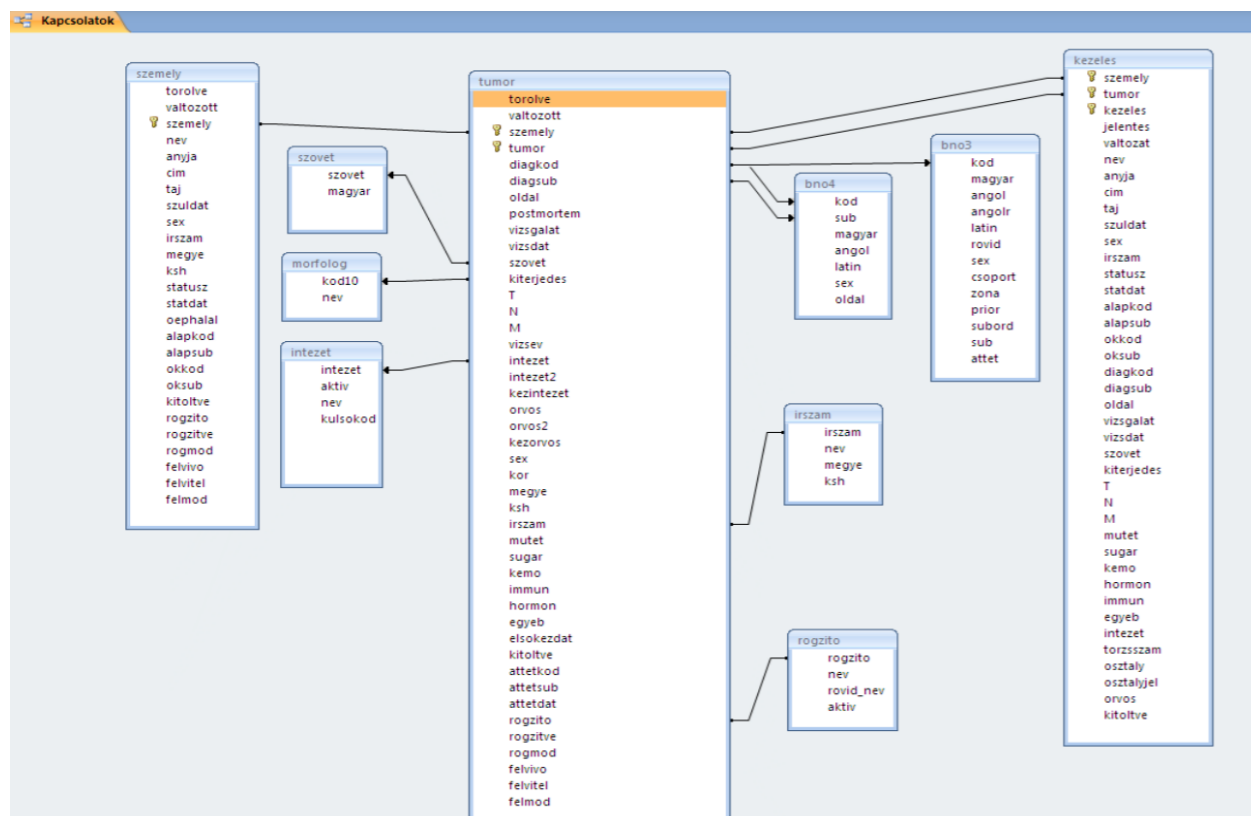 Kapcsolatok
szemely
torolve
valtozott
szemely
nev
anyja
cim
taj
szuldat
sex
irszam
megye
ksh
statusz
statdat
oephalal
alapkod
alapsub
okkod
oksub
kitoltve
rogzito
rogzitve
rogmod
felvivo
felvitel
felmod
szovet
szovet
magyar
morfolog
kod10
nev
intezet
intezet
aktiv
nev
kulsokod
tumor
torolve
valtozott
szemely
tumor
diagkod
diagsub
oldal
postmortem
vizsgalat
vizsdat
szovet
kiterjedes
T
N
M
vizsev
intezet
intezet2
kezintezet
orvos
orvos2
kezorvos
sex
kor
megye
ksh
irszam
mutet
sugar
kemo
immun
hormon
egyeb
elsokezdat
kitoltve
attetkod
attetsub
attetdat
rogzito
rogzitve
rogmod
felvivo
felvitel
felmod
bno4
kod
sub
magyar
angol
latin
sex
oldal
bno3
kod
magyar
angol
angolr
latin
rovid
sex
csoport
zona
prior
subord
sub
attet
irszam
irszam
nev
megye
ksh
rogzito
rogzito
nev
rovid_nev
aktiv
kezeles
szemely
tumor
kezeles
jelentes
valtozat
nev
anyja
cim
taj
szuldat
sex
irszam
statusz
statdat
alapkod
alapsub
okkod
oksub
diagkod
diagsub
oldal
vizsgalat
vizsdat
szovet
kiterjedes
T
N
M
mutet
sugar
kemo
hormon
immun
egyeb
intezet
torzsszam
osztaly
osztalyjel
orvos
kitoltve